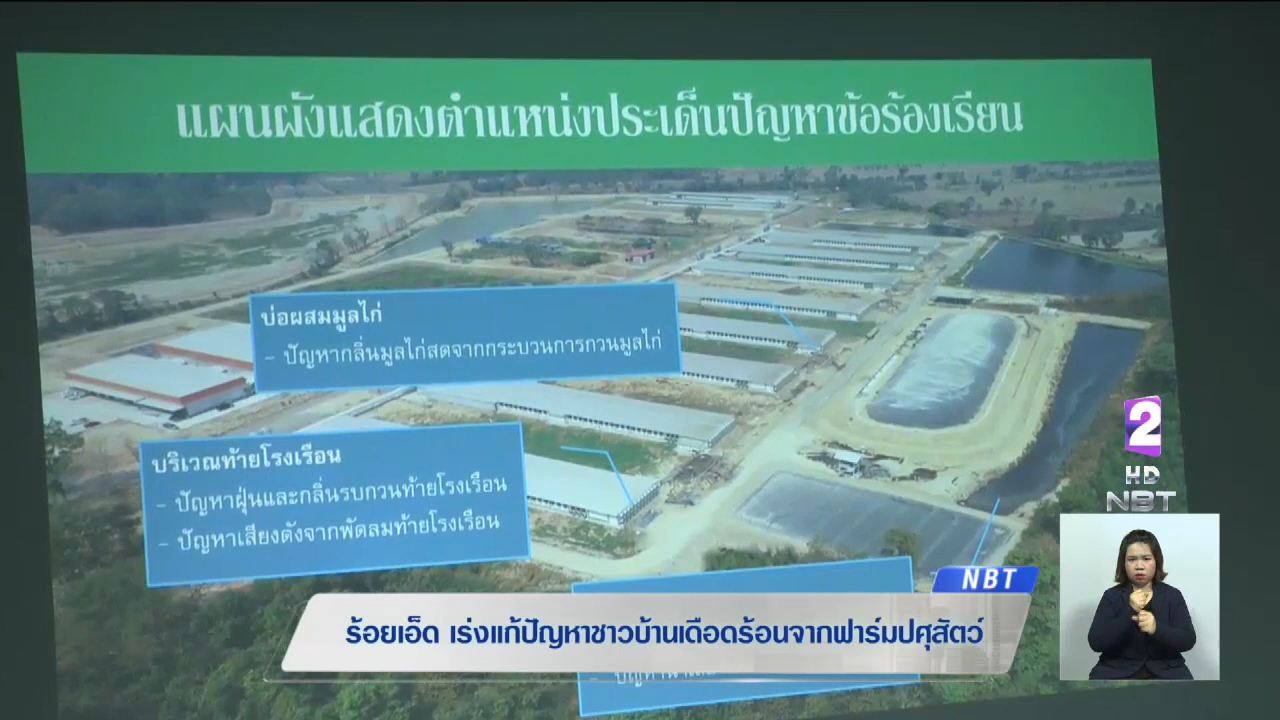 แผนผังแสดงตำแหน่งประเด็นปัญหาข้อร้องเรียน
บ่อผสมมูลไก่
- ปัญหากลิ่นมูลไก่สดจากกระบวนการกวนมูลไก่
บริเวณท้ายโรงเรือน
- ปัญหาฝุ่นและกลิ่นรบกวนท้ายโรงเรือน
- ปัญหาเสียงดังจากพัดลมท้ายโรงเรือน
2
HD
NBT
NBT
ร้อยเอ็ด เร่งแก้ปัญหาชาวบ้านเดือดร้อนจากฟาร์มปศุสัตว์